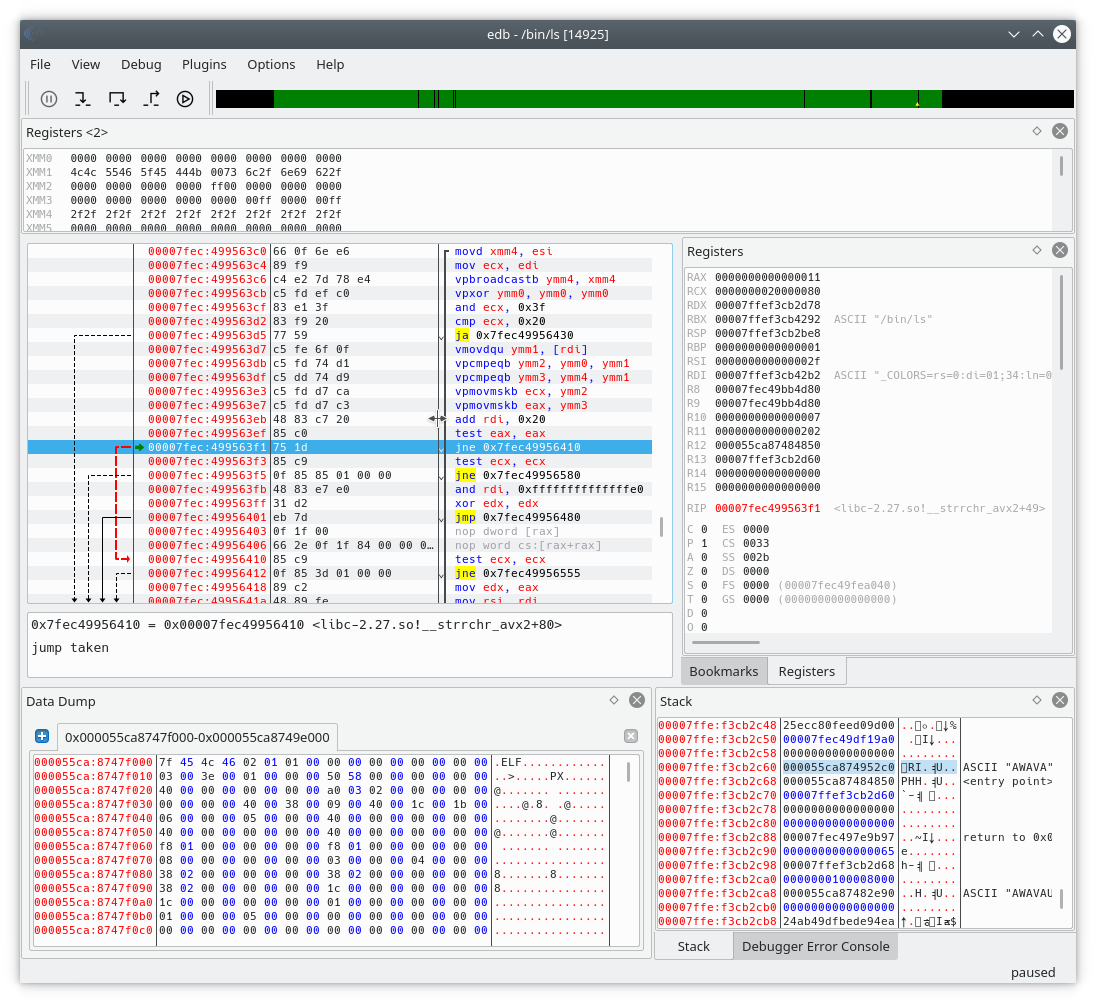 edb - /bin/ls [14925]
File View Debug Plugins Options Help
Registers <2>
XMM0 0000 0000 0000 0000 0000 0000 0000 0000
XMM1 4c4c 5546 5f45 444b 0073 6c2f 6e69 622f
XMM2 0000 0000 0000 0000 ff00 0000 0000 0000
XMM3 0000 0000 0000 0000 0000 00ff 0000 00ff
XMM4 2f2f 2f2f 2f2f 2f2f 2f2f 2f2f 2f2f 2f2f
XMM5 0000 0000 0000 0000 0000 0000 0000 0000
00007fec:499563c0 66 0f 6e e6 movd xmm4, esi
00007fec:499563c4 89 f9 mov ecx, edi
00007fec:499563c6 c4 e2 7d 78 e4 vpbroadcastb ymm4, xmm4
00007fec:499563cb c5 fd ef c0 vpxor ymm0, ymm0, ymm0
00007fec:499563cf 83 e1 3f and ecx, 0x3f
00007fec:499563d2 83 f9 20 cmp ecx, 0x20
00007fec:499563d5 77 59 ja 0x7fec49956430
00007fec:499563d7 c5 fe 6f 0f vmovdqu ymm1, [rdi]
00007fec:499563db c5 fd 74 d1 vpcmpeqb ymm2, ymm0, ymm1
00007fec:499563df c5 dd 74 d9 vpcmpeqb ymm3, ymm4, ymm1
00007fec:499563e3 c5 fd d7 ca vpmovmskb ecx, ymm2
00007fec:499563e7 c5 fd d7 c3 vpmovmskb eax, ymm3
00007fec:499563eb 48 83 c7 20 add rdi, 0x20
00007fec:499563ef 85 c0 test eax, eax
00007fec:499563f1 75 1d jne 0x7fec49956410
00007fec:499563f3 85 c9 test ecx, ecx
00007fec:499563f5 0f 85 85 01 00 00 jne 0x7fec49956580
00007fec:499563fb 48 83 e7 e0 and rdi, 0xffffffffffffffe0
00007fec:499563ff 31 d2 xor edx, edx
00007fec:49956401 eb 7d jmp 0x7fec49956480
00007fec:49956403 0f 1f 00 nop dword [rax]
00007fec:49956406 66 2e 0f 1f 84 00 00 0… nop word cs:[rax+rax]
00007fec:49956410 85 c9 test ecx, ecx
00007fec:49956412 0f 85 3d 01 00 00 jne 0x7fec49956555
00007fec:49956418 89 c2 mov edx, eax
00007fec:4995641a 48 89 fe mov rsi, rdi
0x7fec49956410 = 0x00007fec49956410 <libc-2.27.so!__strrchr_avx2+80>
jump taken
Registers
RAX 0000000000000011
RCX 0000000020000080
RDX 00007ffef3cb2d78
RBX 00007ffef3cb4292 ASCII "/bin/ls"
RSP 00007ffef3cb2be8
RBP 0000000000000001
RSI 000000000000002f
RDI 00007ffef3cb42b2 ASCII "_COLORS=rs=0:di=01;34:ln=0
R8 00007fec49bb4d80
R9 00007fec49bb4d80
R10 0000000000000007
R11 0000000000000202
R12 000055ca87484850
R13 00007ffef3cb2d60
R14 0000000000000000
R15 0000000000000000
RIP 00007fec499563f1 <libc-2.27.so!__strrchr_avx2+49>
C 0 ES 0000
P 1 CS 0033
A 0 SS 002b
Z 0 DS 0000
S 0 FS 0000 (00007fec49fea040)
T 0 GS 0000 (0000000000000000)
D 0
O 0
Bookmarks Registers
Data Dump
0x000055ca8747f000-0x000055ca8749e000
000055ca:8747f000 7f 45 4c 46 02 01 01 00 00 00 00 00 00 00 00 00 .ELF............
000055ca:8747f010 03 00 3e 00 01 00 00 00 50 58 00 00 00 00 00 00 ..>.....PX......
000055ca:8747f020 40 00 00 00 00 00 00 00 a0 03 02 00 00 00 00 00 @....... .......
000055ca:8747f030 00 00 00 00 40 00 38 00 09 00 40 00 1c 00 1b 00 ....@.8. .@.....
000055ca:8747f040 06 00 00 00 05 00 00 00 40 00 00 00 00 00 00 00 ........@.......
000055ca:8747f050 40 00 00 00 00 00 00 00 40 00 00 00 00 00 00 00 @.......@.......
000055ca:8747f060 f8 01 00 00 00 00 00 00 f8 01 00 00 00 00 00 00
000055ca:8747f070 08 00 00 00 00 00 00 00 03 00 00 00 04 00 00 00 ................
000055ca:8747f080 38 02 00 00 00 00 00 00 38 02 00 00 00 00 00 00 8.......8.......
000055ca:8747f090 38 02 00 00 00 00 00 00 1c 00 00 00 00 00 00 00 8...............
000055ca:8747f0a0 1c 00 00 00 00 00 00 00 01 00 00 00 00 00 00 00 ................
000055ca:8747f0b0 01 00 00 00 05 00 00 00 00 00 00 00 00 00 00 00 ................
000055ca:8747f0c0 00 00 00 00 00 00 00 00 00 00 00 00 00 00 00 00 ................
Stack
00007ffe:f3cb2c48 25ecc80feed09d00
00007ffe:f3cb2c50 00007fec49df19a0
00007ffe:f3cb2c58 0000000000000000 ........
00007ffe:f3cb2c60 000055ca874952c0 ASCII "AWAVA"
00007ffe:f3cb2c68 000055ca87484850 <entry point>
00007ffe:f3cb2c70 00007ffef3cb2d60
00007ffe:f3cb2c78 0000000000000000 ........
00007ffe:f3cb2c80 0000000000000000 ........
00007ffe:f3cb2c88 00007fec497e9b97 return to 0x0
00007ffe:f3cb2c90 0000000000000065 e.......
00007ffe:f3cb2c98 00007ffef3cb2d68
00007ffe:f3cb2ca0 0000000100008000 ........
00007ffe:f3cb2ca8 000055ca87482e90 ASCII "AWAVAU
00007ffe:f3cb2cb0 0000000000000000 ........
00007ffe:f3cb2cb8 24ab49dfbede94ea
Stack Debugger Error Console
paused